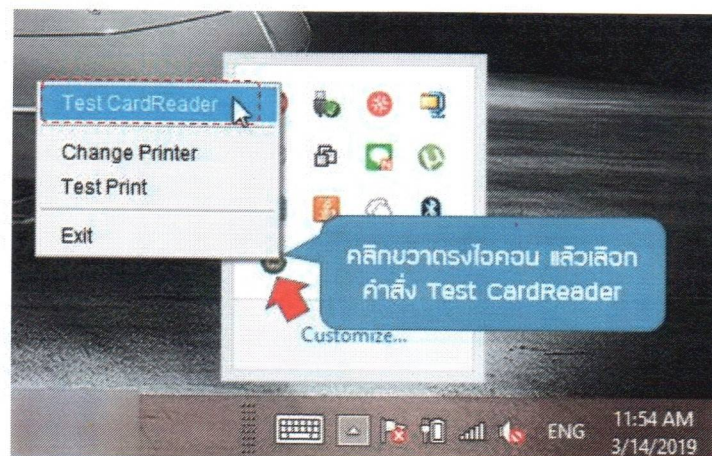 Test CardReader
Change Printer
Test Print
Exit
คลิกขวาตรงไอคอน แล้วเลือก
คำสั่ง Test CardReader
Customize...
ENG
11:54 AM
3/14/2019